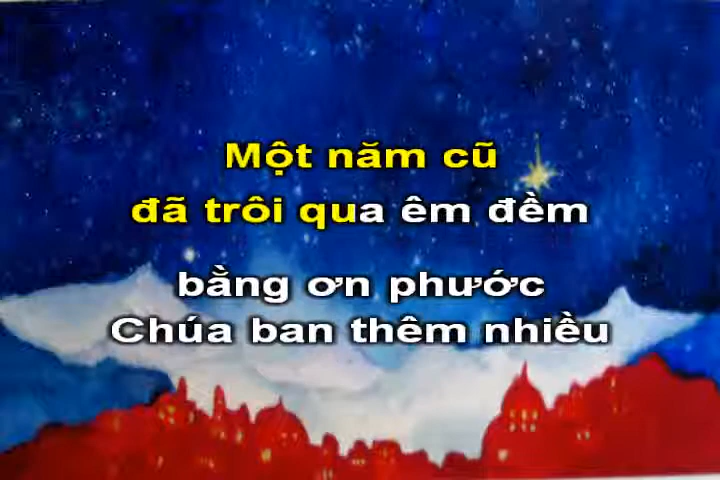 Một năm cũ
đã trôi qua êm đềm
bằng ơn phước
Chúa ban thêm nhiều